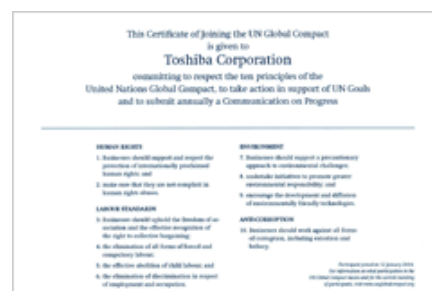 This Certificate of Joining the UN Global Compact
is given to
Toshiba Corporation
committing to respect the ten principles of the
United Nations Global Compact, to take action in support of UN Goals
and to submit annually a Communication on Progress
HUMAN RIGHTS
1. Businesses should support and respect the
protection of internationally proclaimed
human rights; and
2. make sure that they are not complicit in
human rights abuses.
LABOUR STANDARDS
3. Businesses should uphold the freedom of as-
sociation and the effective recognition of
the right to collective bargaining;
4. the elimination of all forms of forced and
compulsory labour;
5. the effective abolition of child labour; and
6. the elimination of discrimination in respect
of employment and occupation.
ENVIRONMENT
7. Businesses should support a precautionary
approach to environmental challenges;
8. undertake initiatives to promote greater
environmental responsibility; and
9. encourage the development and diffusion
of environmentally friendly technologies.
ANTI-CORRUPTION
10. Businesses should work against all forms
of corruption, including extortion and
bribery.